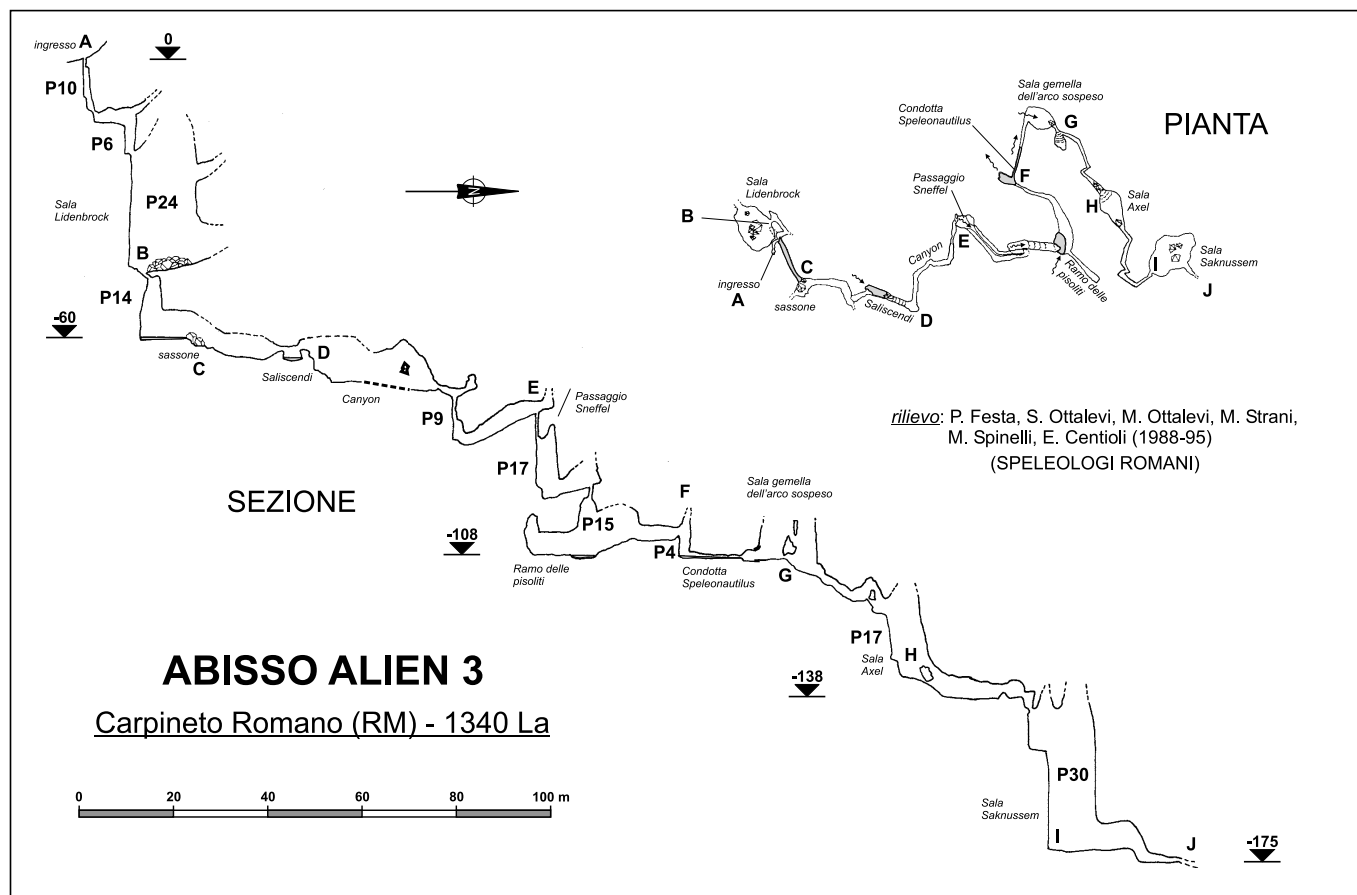 ingresso A
0
P10
P6
P24
Sala
Lidenbrock
B
P14
-60
sassone
C
D
Saliscendi
Canyon
P9
E
Passaggio
Sneffel
P17
SEZIONE
-108
P15
F
P4
Ramo delle
pisoliti
Condotta
Speleonautilus
Sala gemella
dell'arco sospeso
G
P17
Sala
Axel
H
-138
P30
Sala
Saknussem
I
J
-175
N
PIANTA
Sala gemella
dell'arco sospeso
Condotta
Speleonautilus
G
F
Passaggio
Sneffel
Sala
Lidenbrock
B
Sala
Axel
H
E
Canyon
C
ingresso
A
sassone
Saliscendi
D
Ramo delle
pisoliti
I
Sala
Saknussem
J
rilievo: P. Festa, S. Ottalevi, M. Ottalevi, M. Strani,
M. Spinelli, E. Centioli (1988-95)
(SPELEOLOGI ROMANI)
ABISSO ALIEN 3
Carpineto Romano (RM) - 1340 La
0 20 40 60 80 100 m